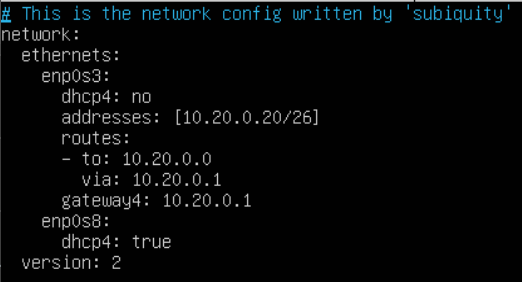 # This is the network config written by 'subiquity'
network:
  ethernets:
    enp0s3:
      dhcp4: no
      addresses: [10.20.0.20/26]
      routes:
      - to: 10.20.0.0
        via: 10.20.0.1
      gateway4: 10.20.0.1
    enp0s8:
      dhcp4: true
  version: 2